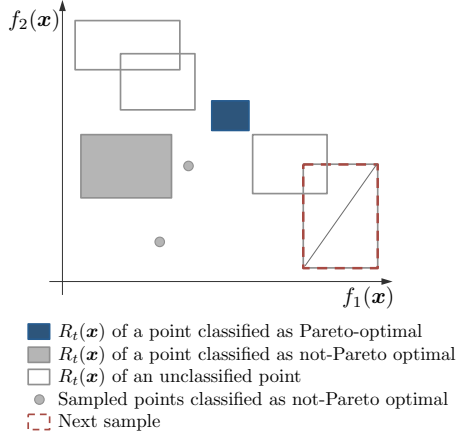 f₂(x)
f₁(x)
Rₜ(x) of a point classified as Pareto-optimal
Rₜ(x) of a point classified as not-Pareto optimal
Rₜ(x) of an unclassified point
Sampled points classified as not-Pareto optimal
Next sample